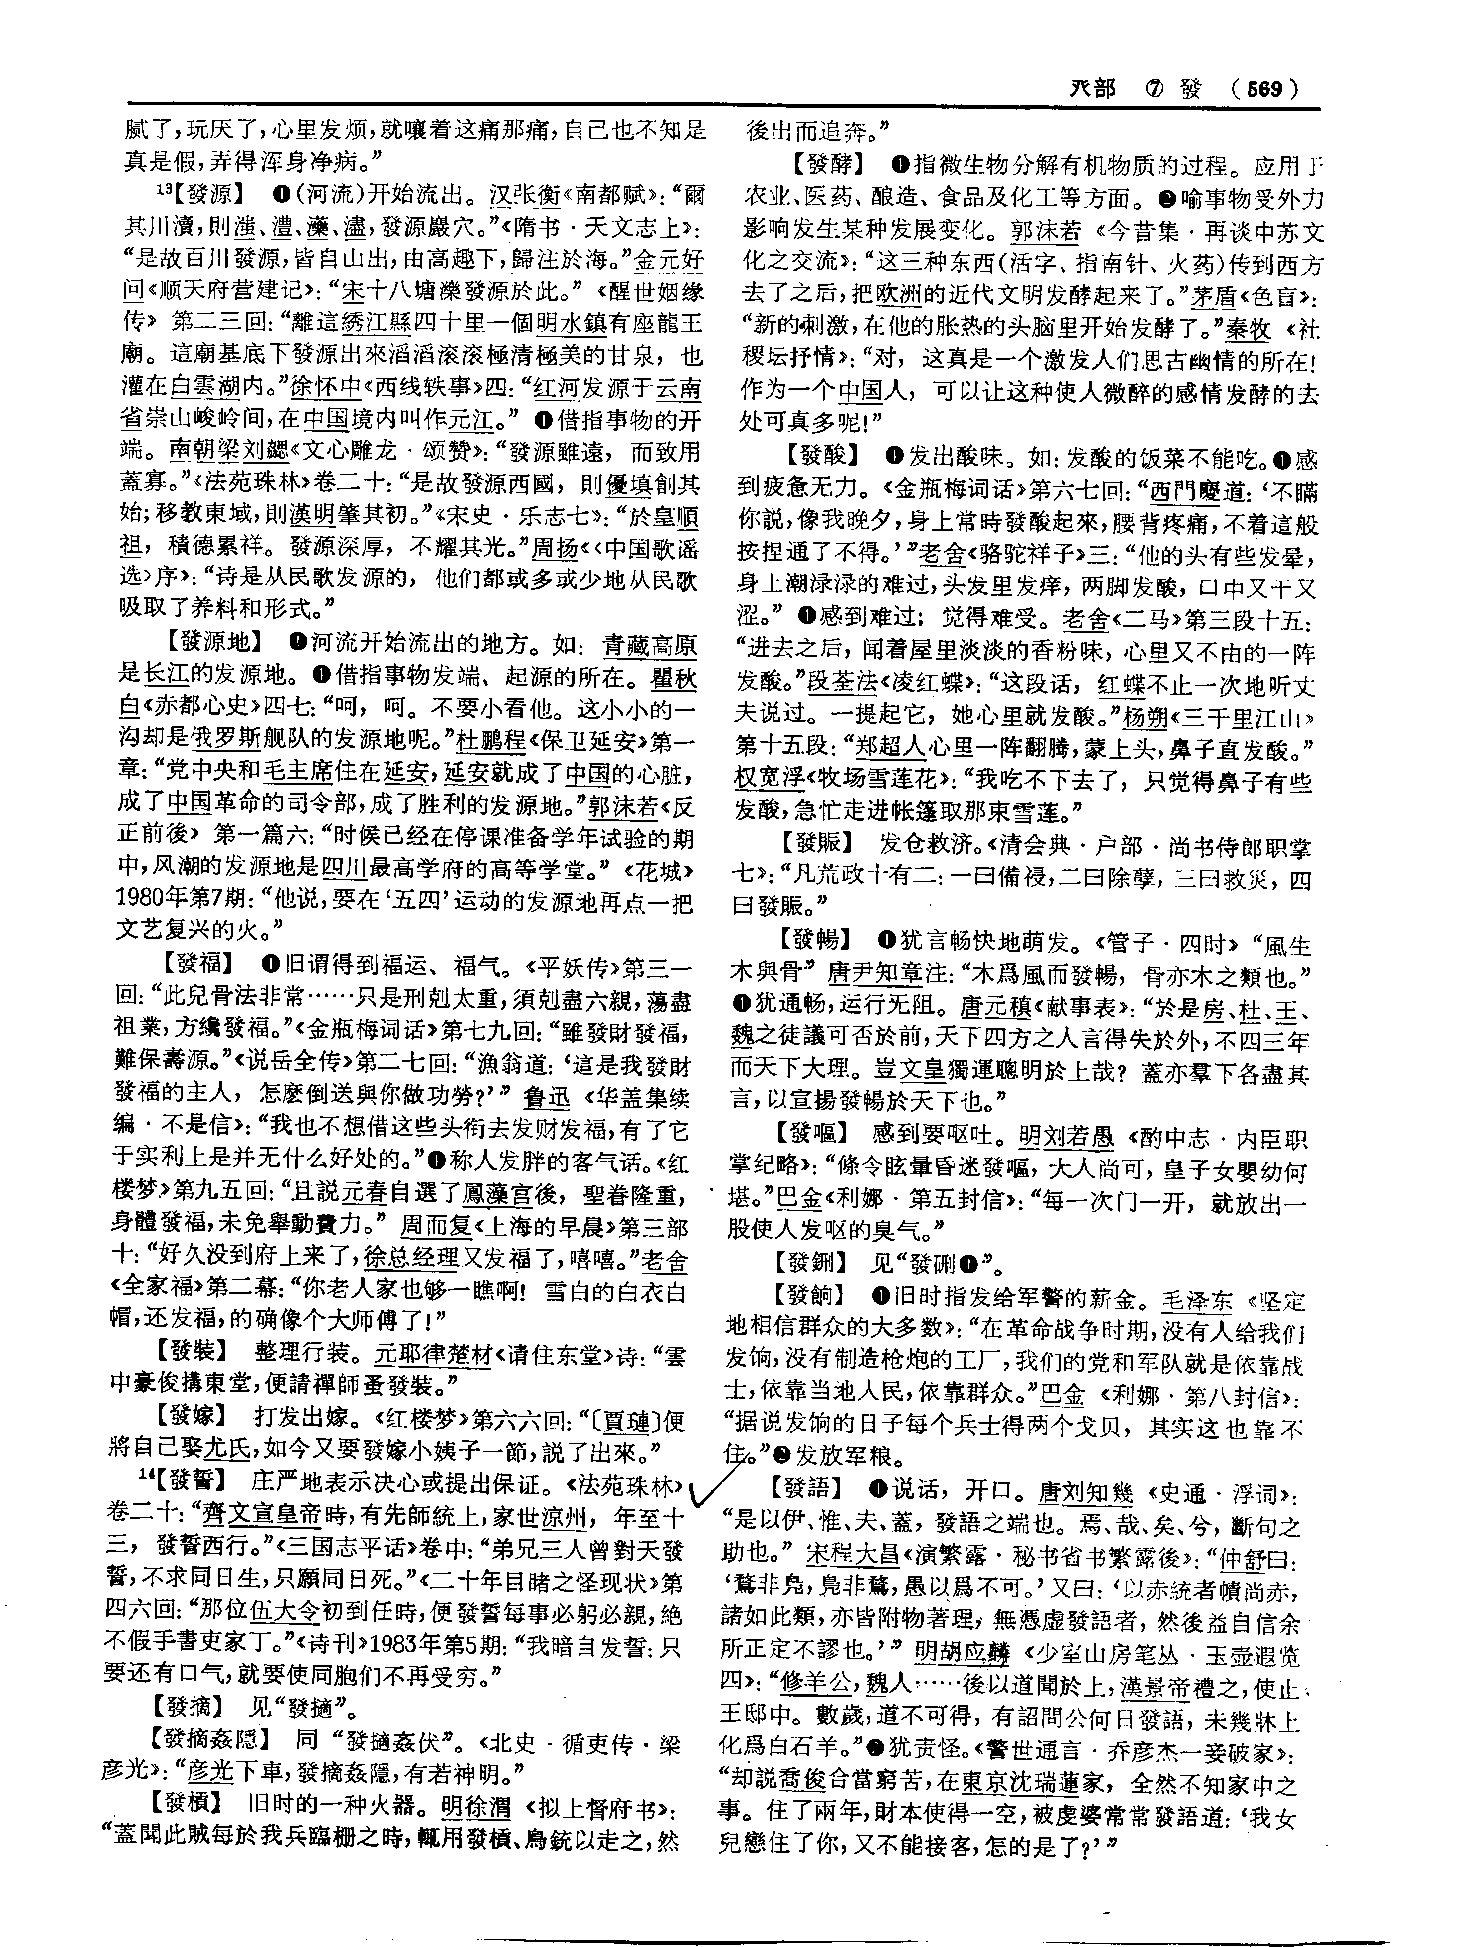 癶部 ⑦ 發 (569)
腻了,玩厌了,心里发烦,就嚷着这痛那痛,自己也不知是
真是假,弄得浑身净病。”
13【發源】 ❶(河流)开始流出。汉张衡《南都赋》:“爾
其川瀆,則滍、澧、藻、濜,發源巖穴。”《隋书·天文志上》:
“是故百川發源,皆自山出,由高趣下,歸注於海。”金元好
问《顺天府营建记》:“宋十八塘濼發源於此。”《醒世姻缘
传》第二三回:“離這綉江縣四十里一個明水鎮有座龍王
廟。這廟基底下發源出來滔滔滚滚極清極美的甘泉,也
灌在白雲湖内。”徐怀中《西线轶事》四:“红河发源于云南
省崇山峻岭间,在中国境内叫作元江。” ❶借指事物的开
端。南朝梁刘勰《文心雕龙·颂赞》:“發源雖遠,而致用
蓋寡。”《法苑珠林》卷二十:“是故發源西國,則優填創其
始;移教東域,則漢明肇其初。”《宋史·乐志七》:“於皇順
祖,積德累祥。發源深厚,不耀其光。”周扬《〈中国歌谣
选〉序》:“诗是从民歌发源的,他们都或多或少地从民歌
吸取了养料和形式。”
【發源地】 ❶河流开始流出的地方。如:青藏高原
是长江的发源地。❶借指事物发端、起源的所在。瞿秋
白《赤都心史》四七:“呵,呵。不要小看他。这小小的一
沟却是俄罗斯舰队的发源地呢。”杜鹏程《保卫延安》第一
章:“党中央和毛主席住在延安,延安就成了中国的心脏,
成了中国革命的司令部,成了胜利的发源地。”郭沫若《反
正前後》第一篇六:“时候已经在停课准备学年试验的期
中,风潮的发源地是四川最高学府的高等学堂。”《花城》
1980年第7期:“他说,要在‘五四’运动的发源地再点一把
文艺复兴的火。”
【發福】 ❶旧谓得到福运、福气。《平妖传》第三一
回:“此兒骨法非常……只是刑剋太重,須剋盡六親,蕩盡
祖業,方纔發福。”《金瓶梅词话》第七九回:“雖發財發福,
難保壽源。”《说岳全传》第二七回:“漁翁道:‘這是我發財
發福的主人,怎麽倒送與你做功勞?’” 鲁迅《华盖集续
编·不是信》:“我也不想借这些头衔去发财发福,有了它
于实利上是并无什么好处的。”❶称人发胖的客气话。《红
楼梦》第九五回:“且説元春自選了鳳藻宫後,聖眷隆重,
身體發福,未免舉動費力。” 周而复《上海的早晨》第三部
十:“好久没到府上来了,徐总经理又发福了,嘻嘻。”老舍
《全家福》第二幕:“你老人家也够一瞧啊!雪白的白衣白
帽,还发福,的确像个大师傅了!”
【發裝】 整理行装。元耶律楚材《请住东堂》诗:“雲
中豪俊搆東堂,便請禪師蚤發裝。”
【發嫁】 打发出嫁。《红楼梦》第六六回:“〔賈璉〕便
將自己娶尤氏,如今又要發嫁小姨子一節,説了出來。”
14【發誓】 庄严地表示决心或提出保证。《法苑珠林》
卷二十:“齊文宣皇帝時,有先師統上,家世涼州,年至十
三,發誓西行。”《三国志平话》卷中:“弟兄三人曾對天發
誓,不求同日生,只願同日死。”《二十年目睹之怪现状》第
四六回:“那位伍大令初到任時,便發誓每事必躬必親,絶
不假手書吏家丁。”《诗刊》1983年第5期:“我暗自发誓:只
要还有口气,就要使同胞们不再受穷。”
【發摘】 见“發擿”。
【發摘姦隱】 同“發擿姦伏”。《北史·循吏传·梁
彦光》:“彦光下車,發摘姦隱,有若神明。”
【發槓】 旧时的一种火器。明徐渭《拟上督府书》:
“蓋聞此賊每於我兵臨柵之時,輒用發槓、鳥銃以走之,然
後出而追奔。”
【發酵】 ❶指微生物分解有机物质的过程。应用于
农业、医药、酿造、食品及化工等方面。❷喻事物受外力
影响发生某种发展变化。郭沫若《今昔集·再谈中苏文
化之交流》:“这三种东西(活字、指南针、火药)传到西方
去了之后,把欧洲的近代文明发酵起来了。”茅盾《色盲》:
“新的刺激,在他的胀热的头脑里开始发酵了。”秦牧《社
稷坛抒情》:“对,这真是一个激发人们思古幽情的所在!
作为一个中国人,可以让这种使人微醉的感情发酵的去
处可真多呢!”
【發酸】 ❶发出酸味。如:发酸的饭菜不能吃。❶感
到疲惫无力。《金瓶梅词话》第六七回:“西門慶道:‘不瞞
你説,像我晚夕,身上常時發酸起來,腰背疼痛,不着這般
按捏通了不得。’”老舍《骆驼祥子》三:“他的头有些发晕,
身上潮渌渌的难过,头发里发痒,两脚发酸,口中又干又
涩。” ❶感到难过;觉得难受。老舍《二马》第三段十五:
“进去之后,闻着屋里淡淡的香粉味,心里又不由的一阵
发酸。”段荃法《凌红蝶》:“这段话,红蝶不止一次地听丈
夫说过。一提起它,她心里就发酸。”杨朔《三千里江山》
第十五段:“郑超人心里一阵翻腾,蒙上头,鼻子直发酸。”
权宽浮《牧场雪莲花》:“我吃不下去了,只觉得鼻子有些
发酸,急忙走进帐篷取那束雪莲。”
【發賑】 发仓救济。《清会典·户部·尚书侍郎职掌
七》:“凡荒政十有二:一曰備祲,二曰除孽,三曰救災,四
曰發賑。”
【發暢】 ❶犹言畅快地萌发。《管子·四时》“風生
木與骨” 唐尹知章注:“木爲風而發暢,骨亦木之類也。”
❶犹通畅,运行无阻。唐元稹《献事表》:“於是房、杜、王、
魏之徒議可否於前,天下四方之人言得失於外,不四三年
而天下大理。豈文皇獨運聰明於上哉?蓋亦羣下各盡其
言,以宣揚發暢於天下也。”
【發嘔】 感到要呕吐。明刘若愚《酌中志·内臣职
掌纪略》:“倏令眩暈昏迷發嘔,大人尚可,皇子女嬰幼何
堪。”巴金《利娜·第五封信》:“每一次门一开,就放出一
股使人发呕的臭气。”
【發鉶】 见“發硎❶”。
【發餉】 ❶旧时指发给军警的薪金。毛泽东《坚定
地相信群众的大多数》:“在革命战争时期,没有人给我们
发饷,没有制造枪炮的工厂,我们的党和军队就是依靠战
士,依靠当地人民,依靠群众。”巴金《利娜·第八封信》:
“据说发饷的日子每个兵士得两个戈贝,其实这也靠不
住。”❷发放军粮。
【發語】 ❶说话,开口。唐刘知幾《史通·浮词》:
“是以伊、惟、夫、蓋,發語之端也。焉、哉、矣、兮,斷句之
助也。” 宋程大昌《演繁露·秘书省书繁露後》:“仲舒曰:
‘鶩非鳧,鳧非鶩,愚以爲不可。’又曰:‘以赤統者幘尚赤,
諸如此類,亦皆附物著理,無憑虚發語者,然後益自信余
所正定不謬也。’” 明胡应麟《少室山房笔丛·玉壶遐览
四》:“修羊公,魏人……後以道聞於上,漢景帝禮之,使止
王邸中。數歲,道不可得,有詔問公何日發語,未幾牀上
化爲白石羊。”❷犹责怪。《警世通言·乔彦杰一妾破家》:
“却説喬俊合當窮苦,在東京沈瑞蓮家,全然不知家中之
事。住了兩年,財本使得一空,被虔婆常常發語道:‘我女
兒戀住了你,又不能接客,怎的是了?’”